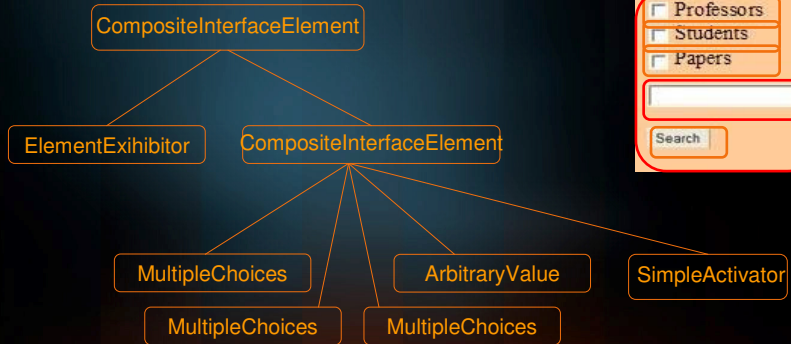 CompositeInterfaceElement
Professors
Students
Papers
Search
ElementExihibitor
CompositeInterfaceElement
MultipleChoices
ArbitraryValue
SimpleActivator
MultipleChoices
MultipleChoices